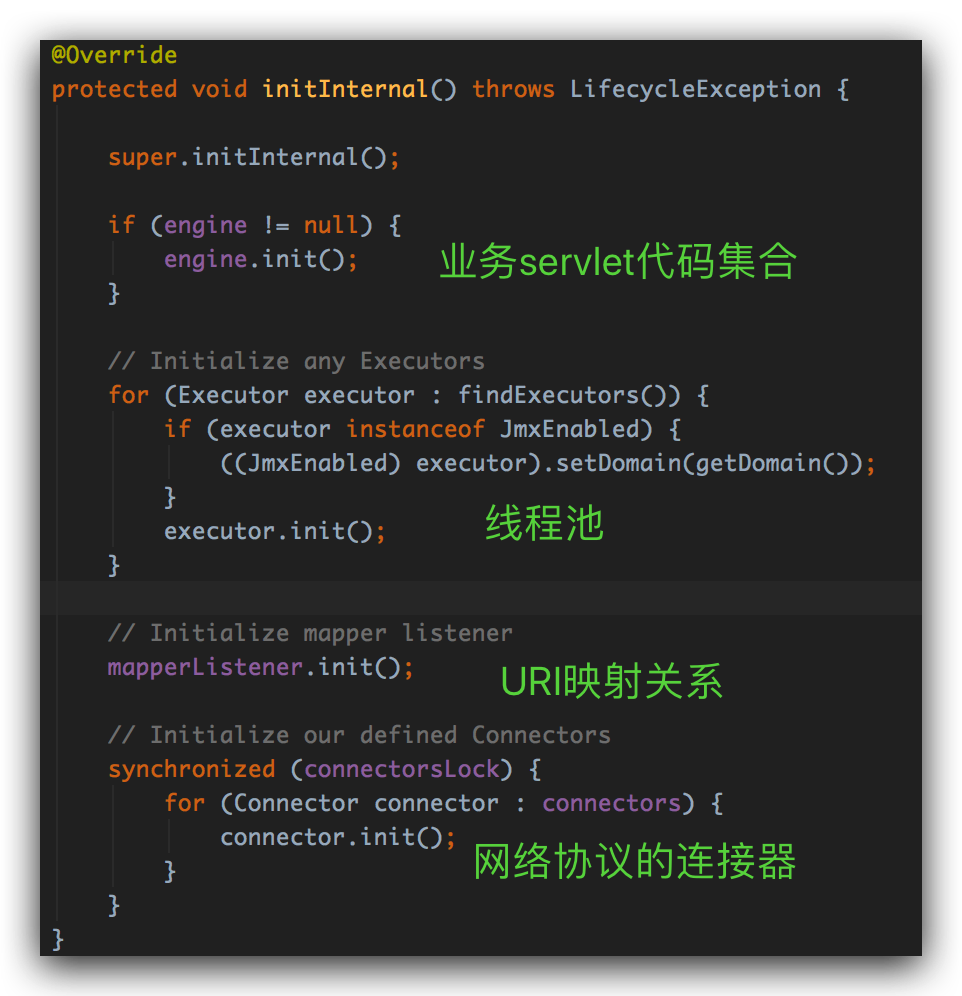 @Override
protected void initInternal() throws LifecycleException {
super.initInternal();
if (engine != null) {
engine.init();
业务servlet代码集合
}
// Initialize any Executors
for (Executor executor : findExecutors()) {
if (executor instanceof JmxEnabled) {
((JmxEnabled) executor).setDomain(getDomain());
}
executor.init();
线程池
}
// Initialize mapper listener
mapperListener.init();
URI映射关系
// Initialize our defined Connectors
synchronized (connectorsLock) {
for (Connector connector : connectors) {
connector.init();
网络协议的连接器
}
}
}